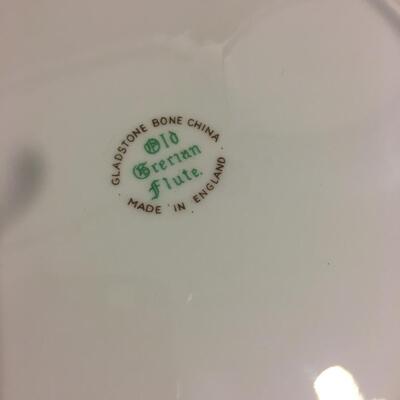 GLADSTONE BONE CHINA
Old
Grecian
Flute.
MADE IN ENGLAND